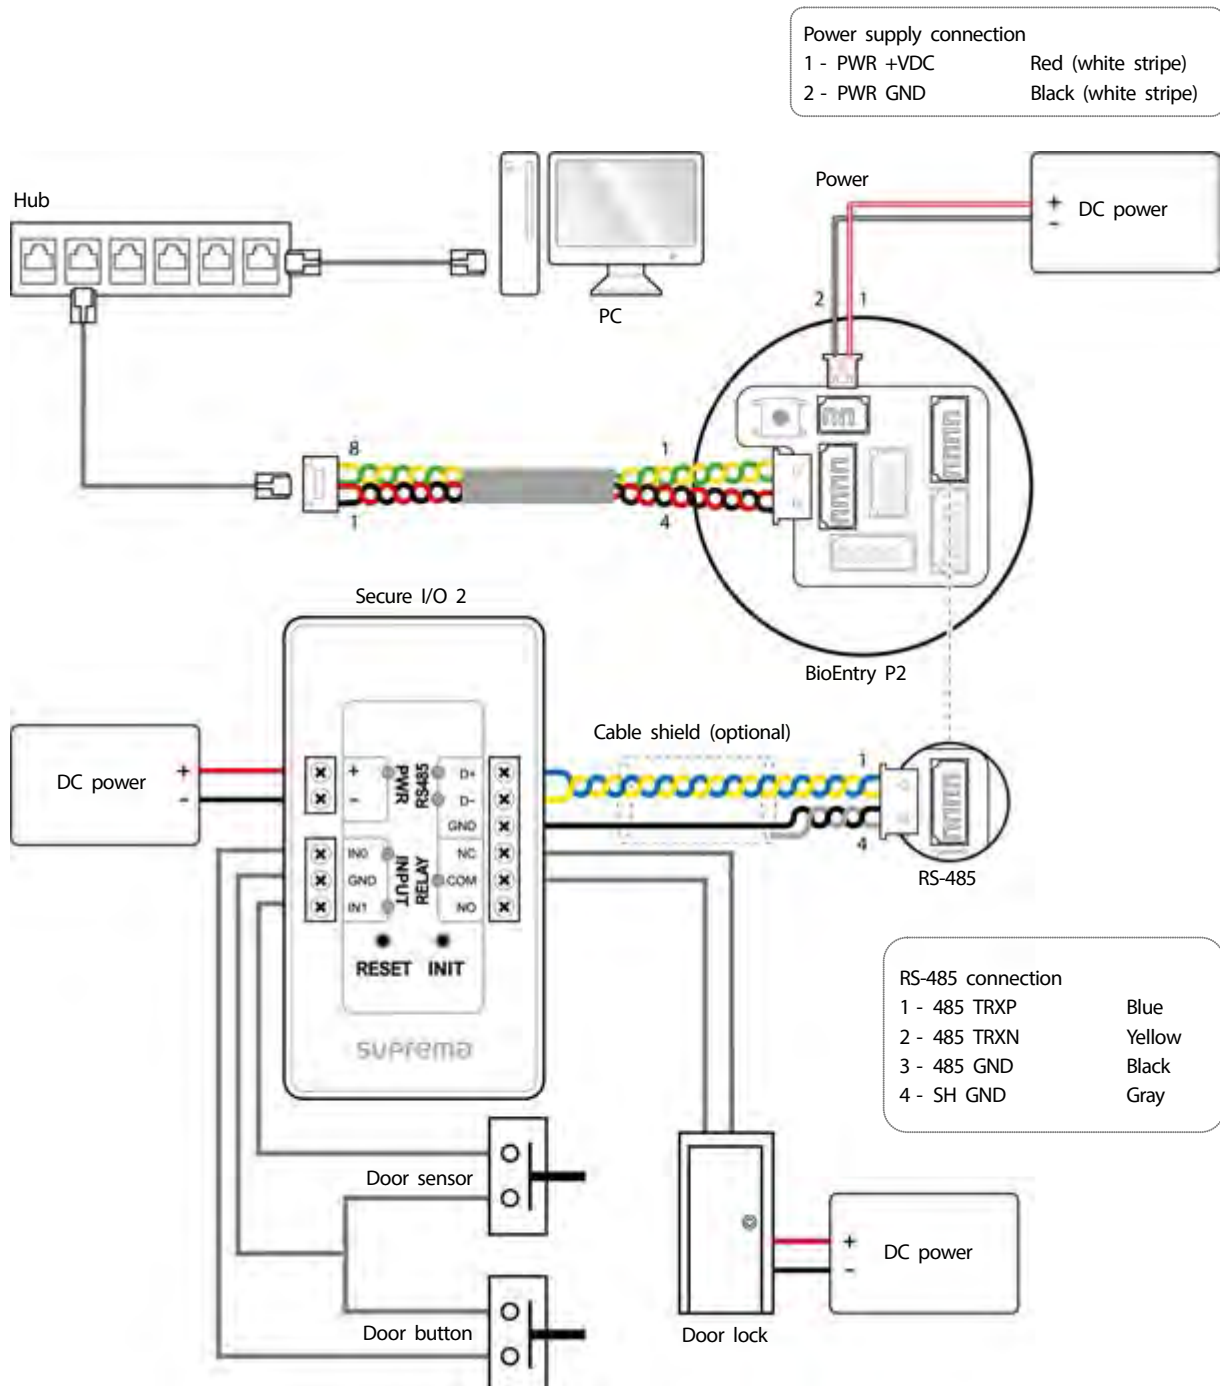 Power supply connection
1 - PWR +VDC Red (white stripe)
2 - PWR GND Black (white stripe)
Hub
PC
Power
+ DC power
-
2 1
8 1
1 4
BioEntry P2
Secure I/O 2
Cable shield (optional)
DC power +
-
+ PWR RS485 D+
- D-
GND
IN0 INPUT RELAY NC
GND COM
IN1 NO
RESET INIT
suprema
1
4
RS-485
RS-485 connection
1 - 485 TRXP Blue
2 - 485 TRXN Yellow
3 - 485 GND Black
4 - SH GND Gray
Door sensor
Door button
Door lock
+ DC power
-